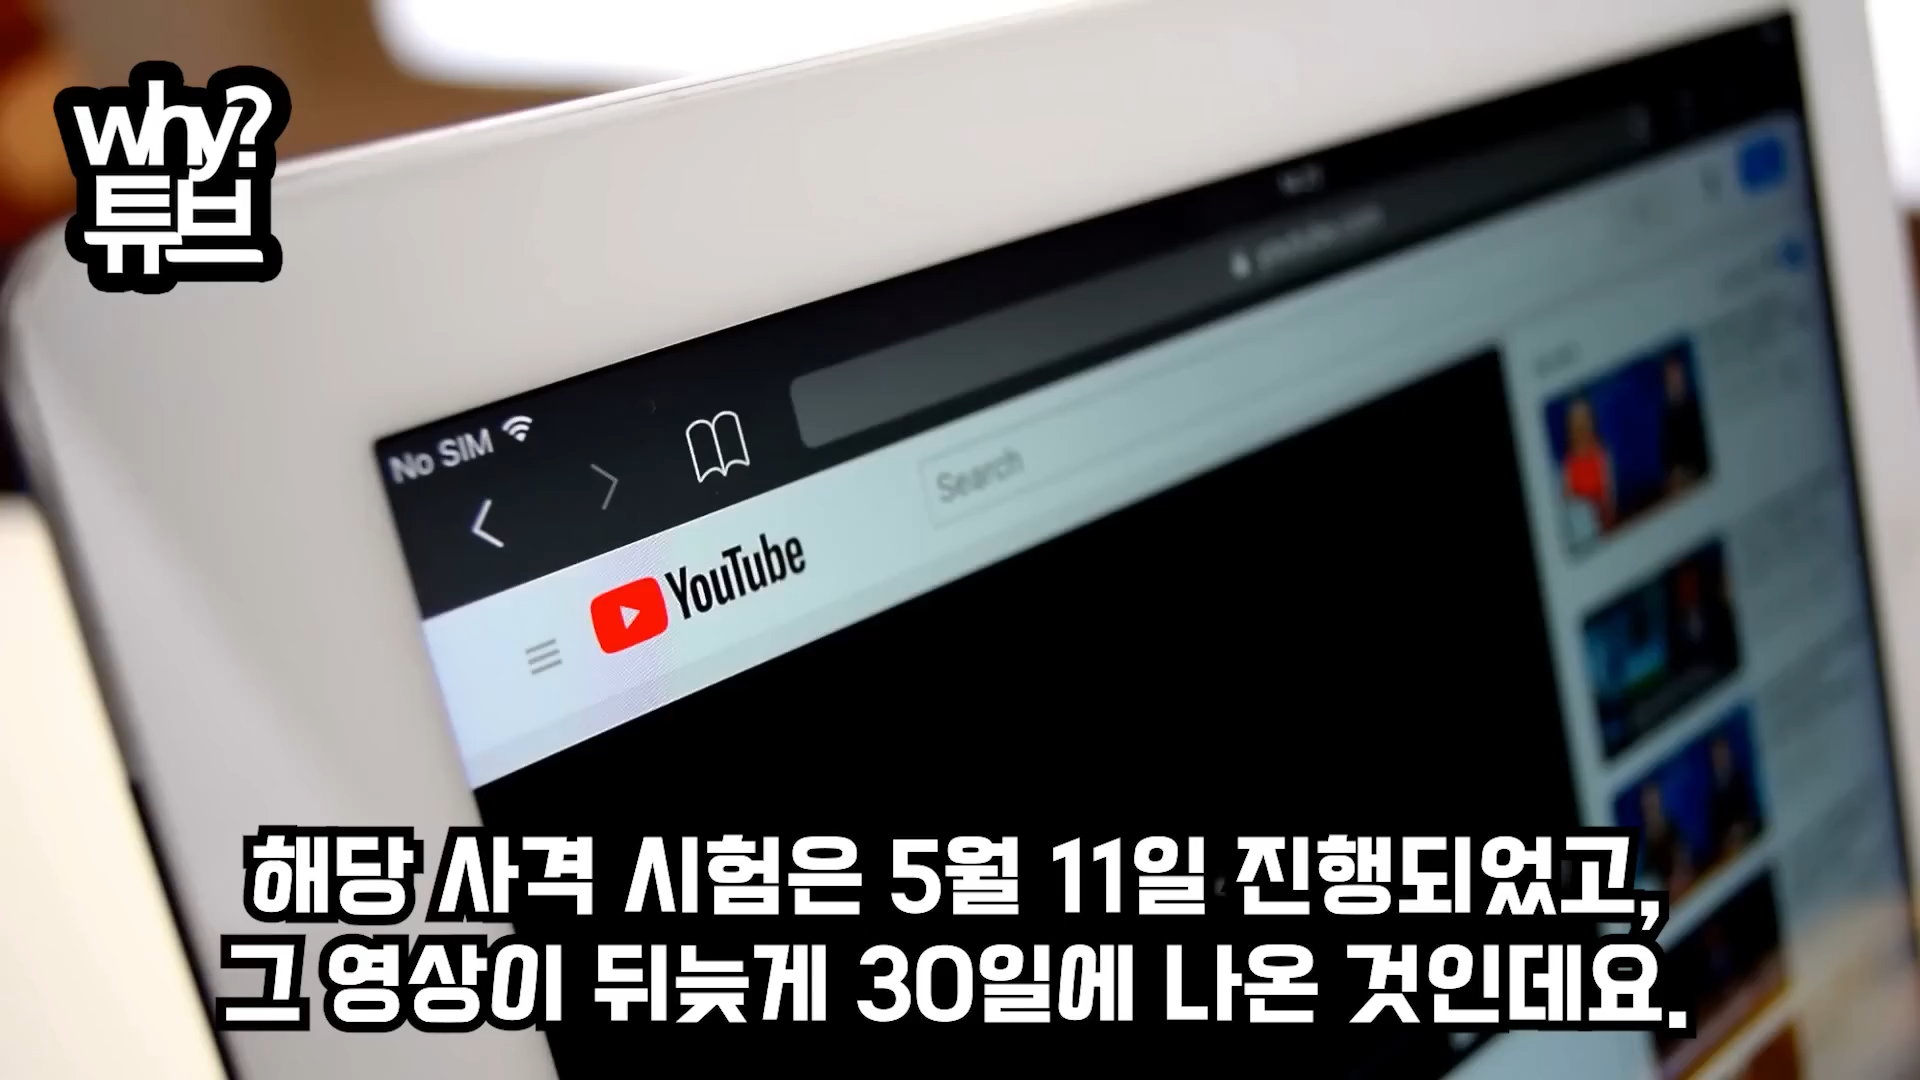 why?
튜브
No SIM
Search
YouTube
해당 사격 시험은 5월 11일 진행되었고,
그 영상이 뒤늦게 30일에 나온 것인데요.